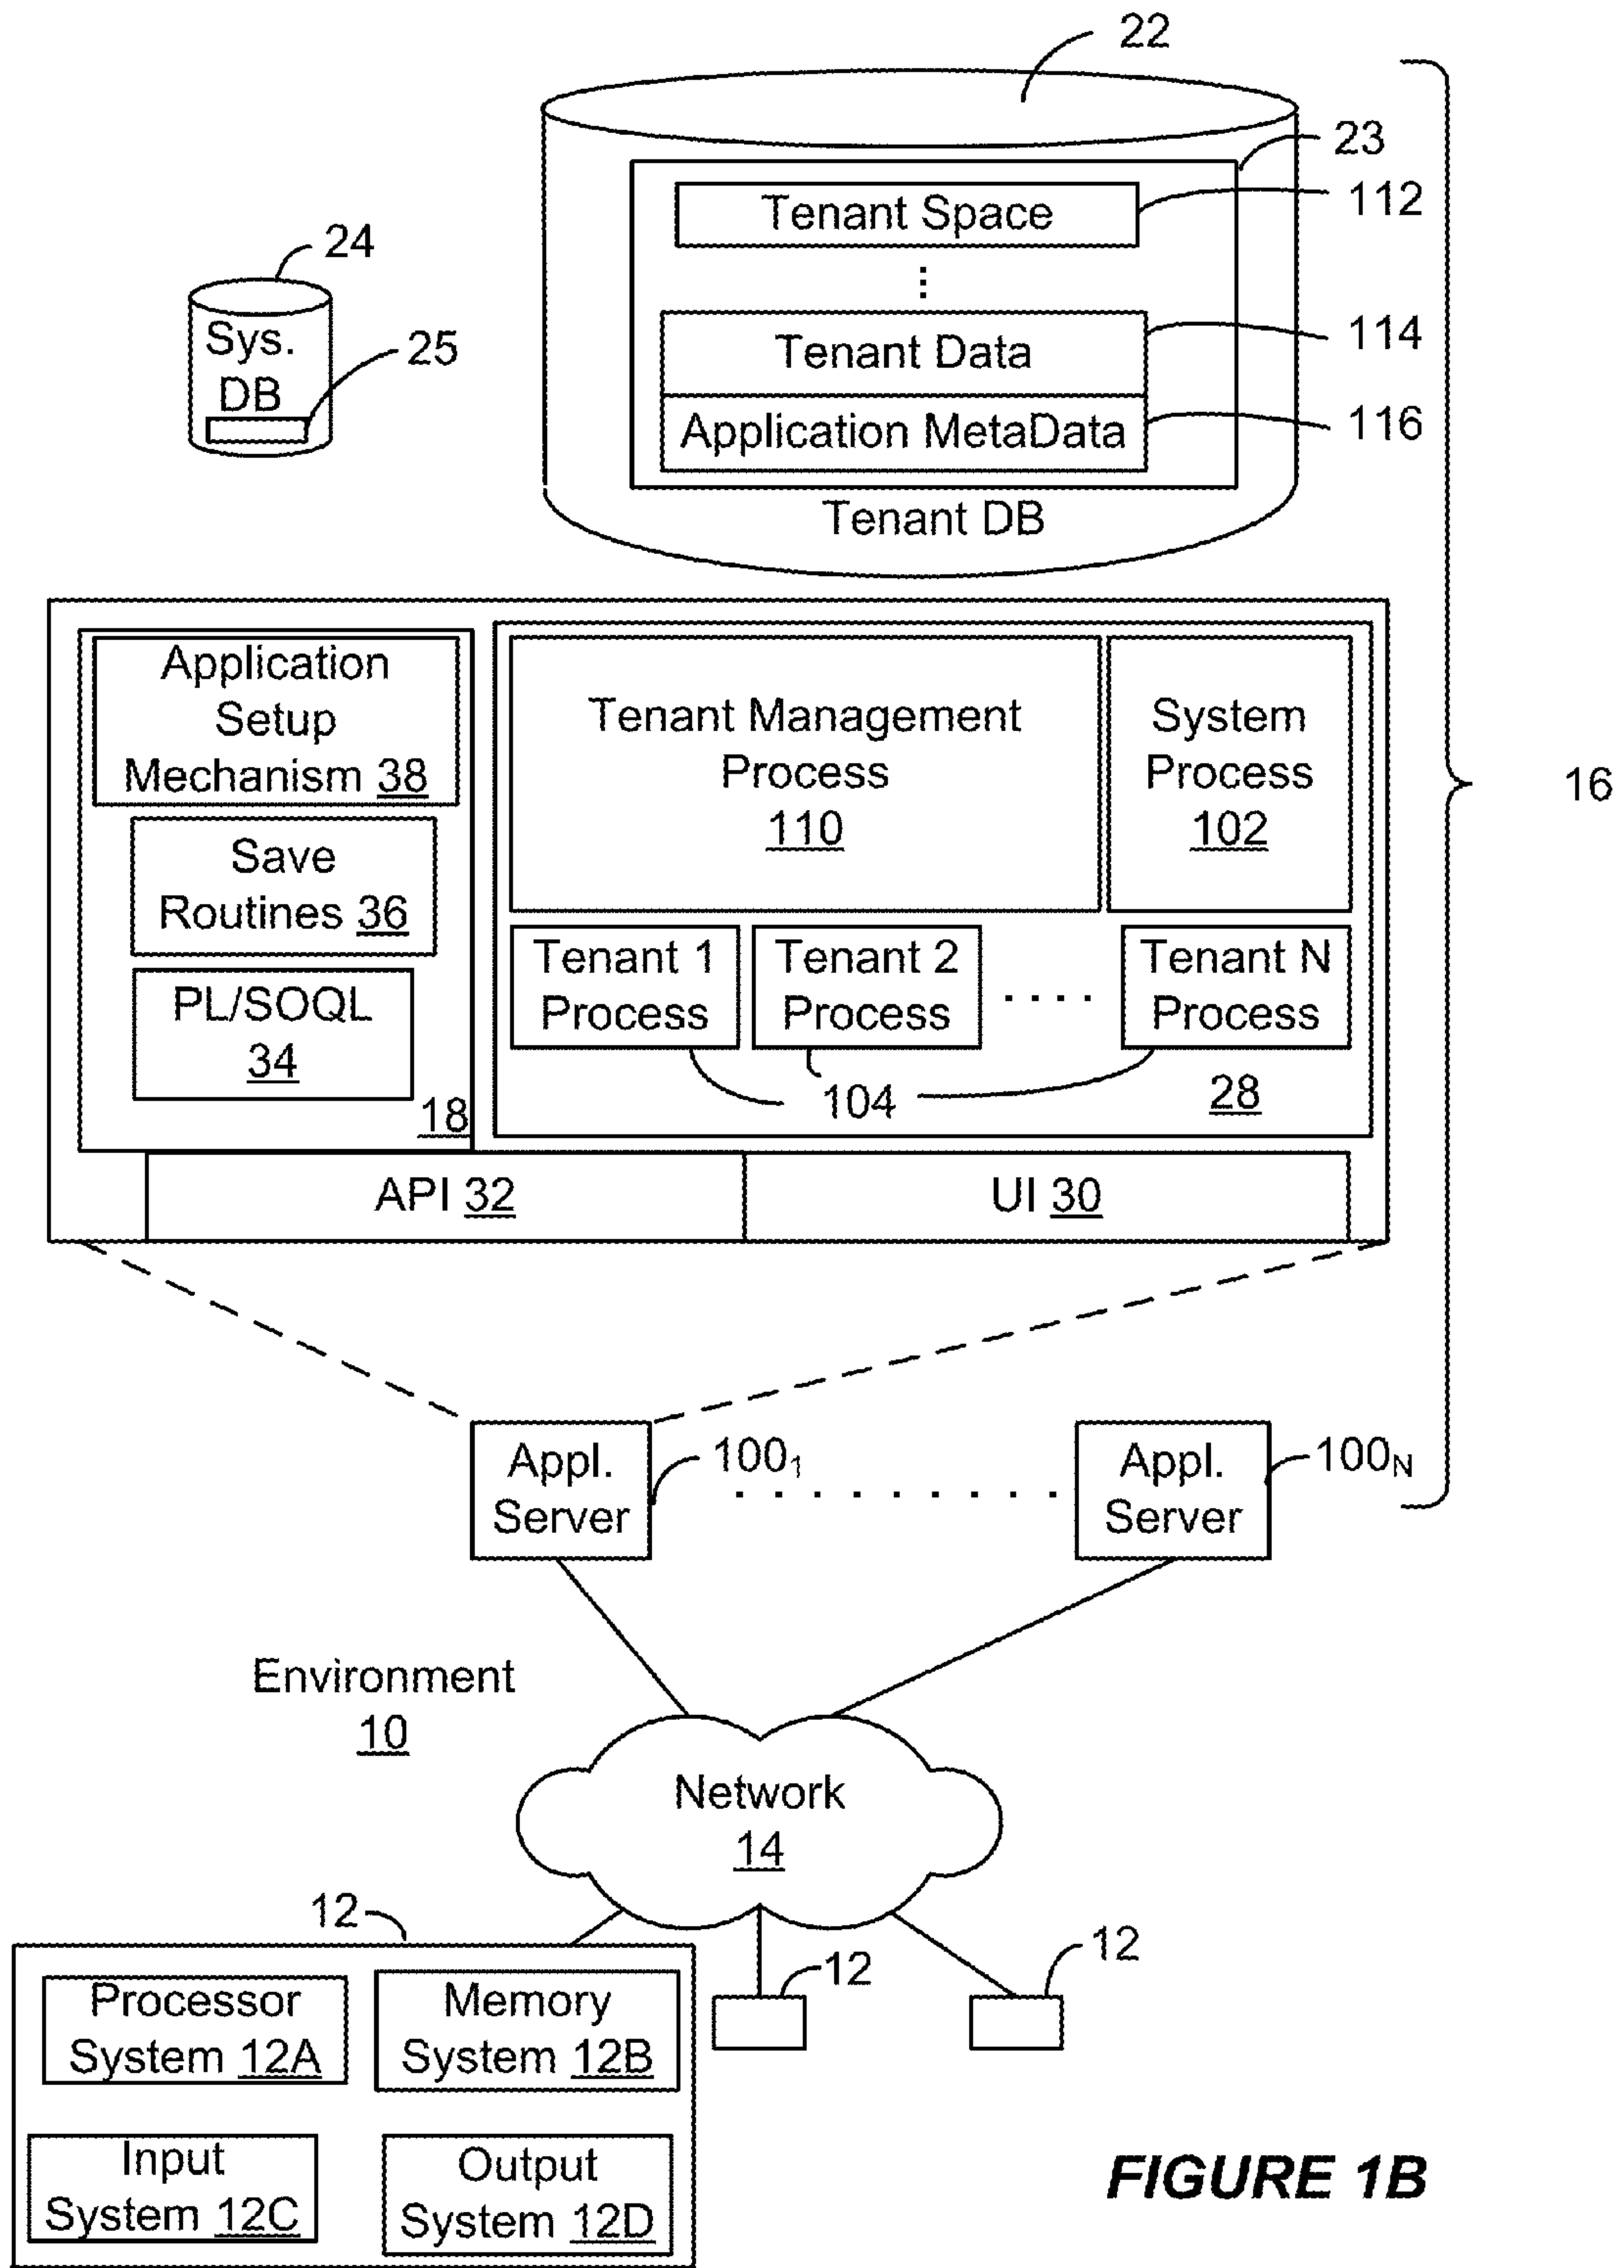 22
23
Tenant Space
112
24
Sys.
DB
25
Tenant Data
114
Application MetaData
116
Tenant DB
16
Application
Setup
Mechanism 38
Save
Routines 36
PL/SOQL
34
18
Tenant Management
Process
110
System
Process
102
Tenant 1
Process
Tenant 2
Process
Tenant N
Process
104
28
API 32
UI 30
Appl.
Server
100₁
Appl.
Server
100N
Environment
10
Network
14
12
12
12
Processor
System 12A
Memory
System 12B
Input
System 12C
Output
System 12D
FIGURE 1B